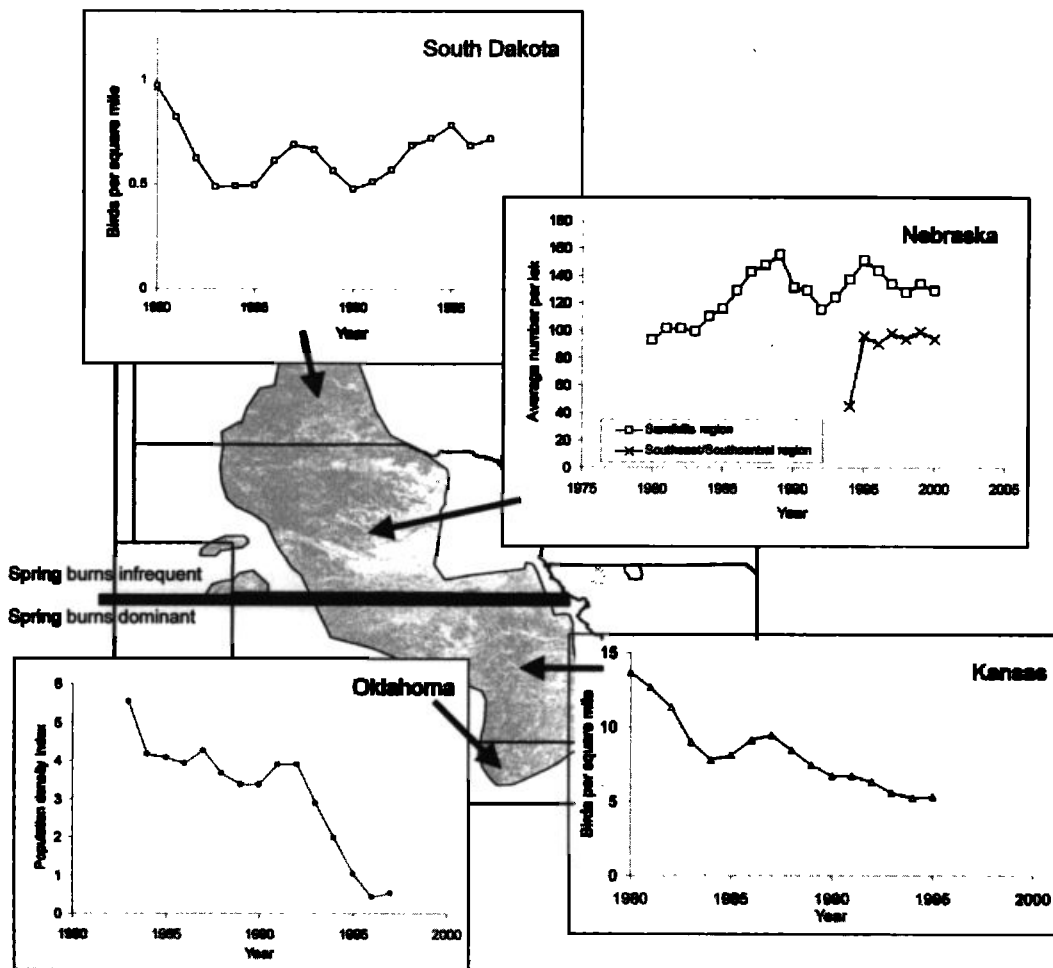 South Dakota
Birds per square mile
1
0.5
0
1980
1985
1990
1995
Year
Nebraska
Average number per lek
180
160
140
120
100
80
60
40
20
0
Sandhills region
Southeast/Southcentral region
1975
1980
1985
1990
1995
2000
2005
Year
Spring burns infrequent
Spring burns dominant
Oklahoma
Population density index
6
5
4
3
2
1
0
1980
1985
1990
1995
2000
Year
Kansas
Birds per square mile
15
10
5
0
1980
1985
1990
1995
2000
Year